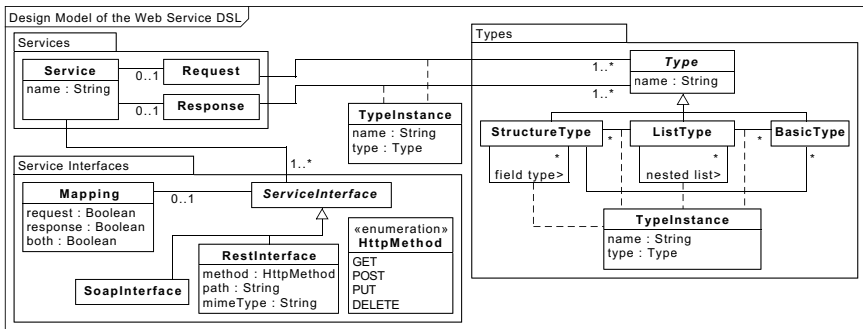 Design Model of the Web Service DSL
Services
Service
name : String
0..1
Request
0..1
Response
TypeInstance
name : String
type : Type
1..*
1..*
Types
Type
name : String
StructureType
ListType
BasicType
*
*
*
*
*
field type>
nested list>
TypeInstance
name : String
type : Type
Service Interfaces
1..*
Mapping
request : Boolean
response : Boolean
both : Boolean
0..1
ServiceInterface
SoapInterface
RestInterface
method : HttpMethod
path : String
mimeType : String
«enumeration»
HttpMethod
GET
POST
PUT
DELETE